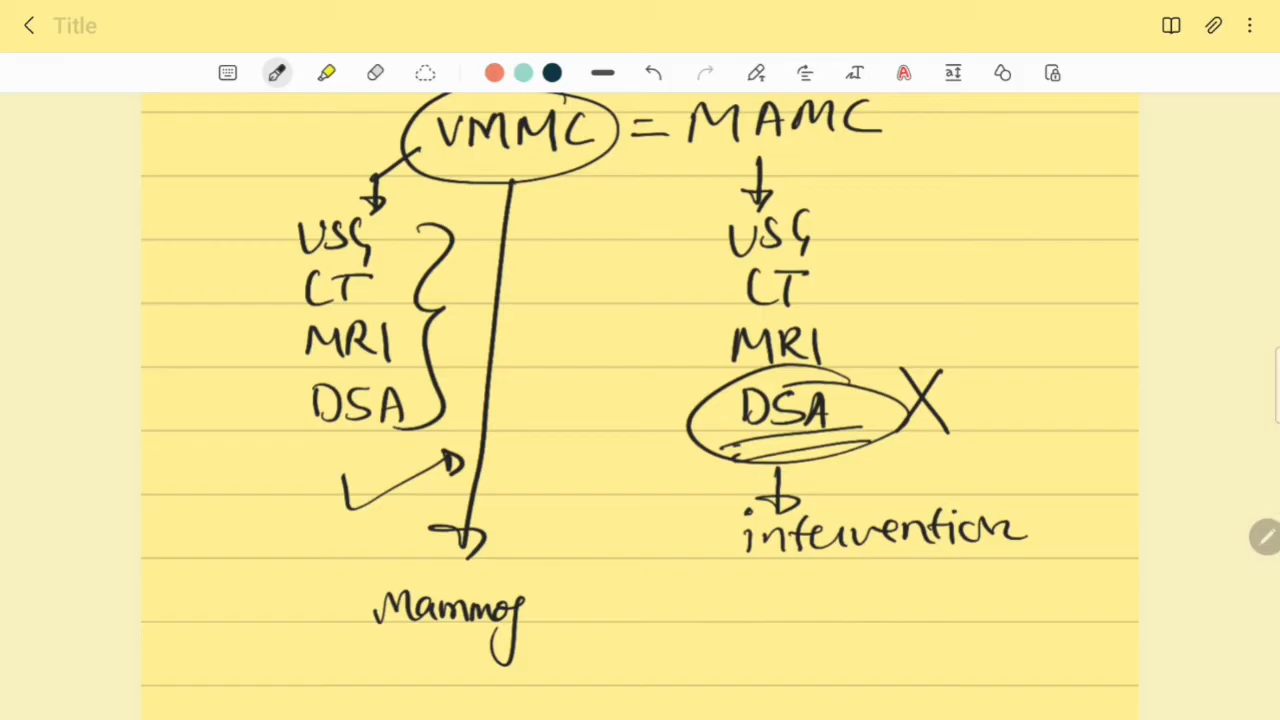 Title
VMMC = MAMC
USG
CT
MRI
DSA
Mammog
USG
CT
MRI
DSA X
intervention